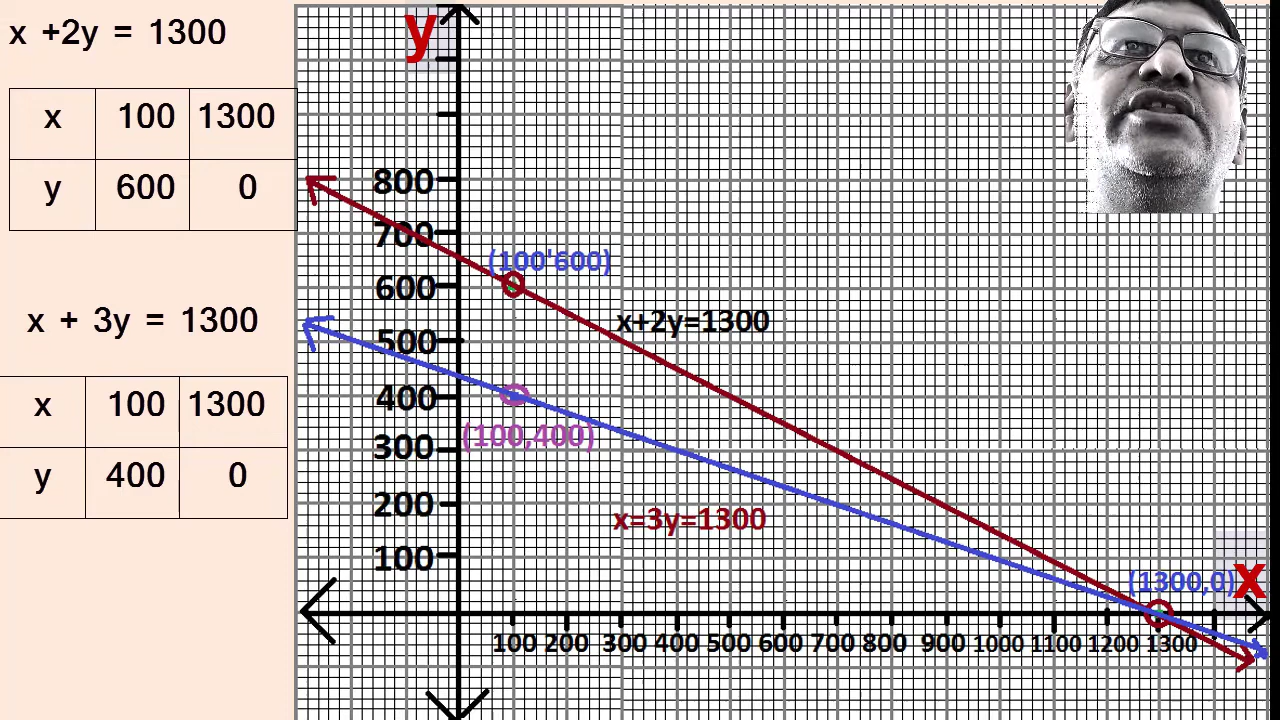 x +2y = 1300
x 100 1300
y 600 0
x + 3y = 1300
x 100 1300
y 400 0
y
800
700
600
500
400
300
200
100
(100'600)
x+2y=1300
(100,400)
x=3y=1300
(1300,0)
x
100 200 300 400 500 600 700 800 900 1000 1100 1200 1300